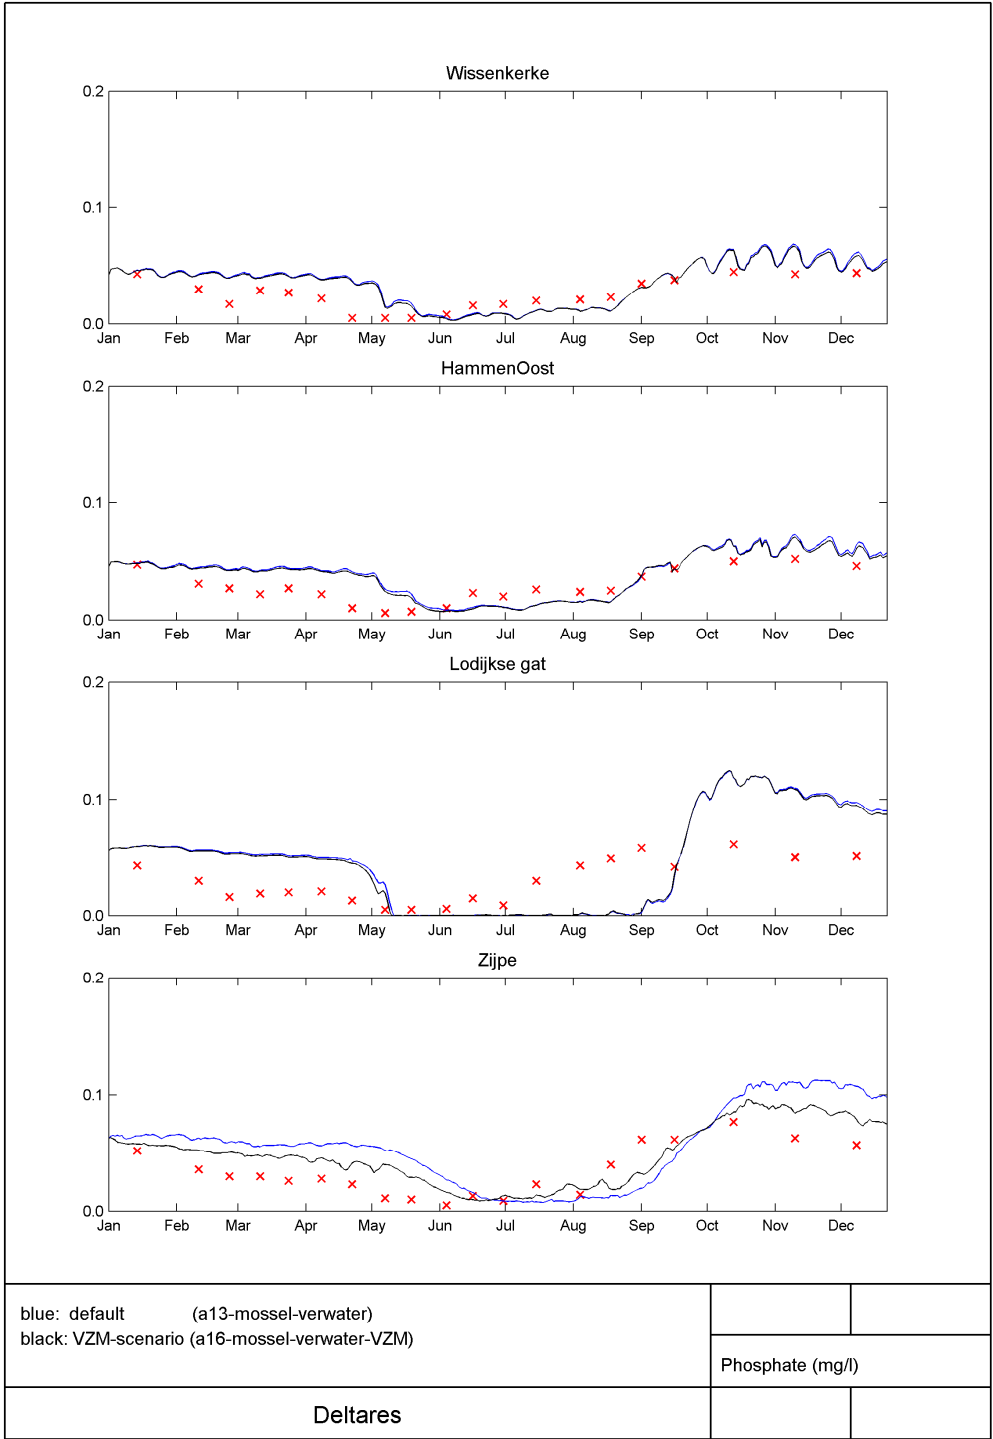 Wissenkerke
0.2
0.1
0.0
Jan Feb Mar Apr May Jun Jul Aug Sep Oct Nov Dec
HammenOost
0.2
0.1
0.0
Jan Feb Mar Apr May Jun Jul Aug Sep Oct Nov Dec
Lodijkse gat
0.2
0.1
0.0
Jan Feb Mar Apr May Jun Jul Aug Sep Oct Nov Dec
Zijpe
0.2
0.1
0.0
Jan Feb Mar Apr May Jun Jul Aug Sep Oct Nov Dec
blue: default (a13-mossel-verwater)
black: VZM-scenario (a16-mossel-verwater-VZM)
Phosphate (mg/l)
Deltares